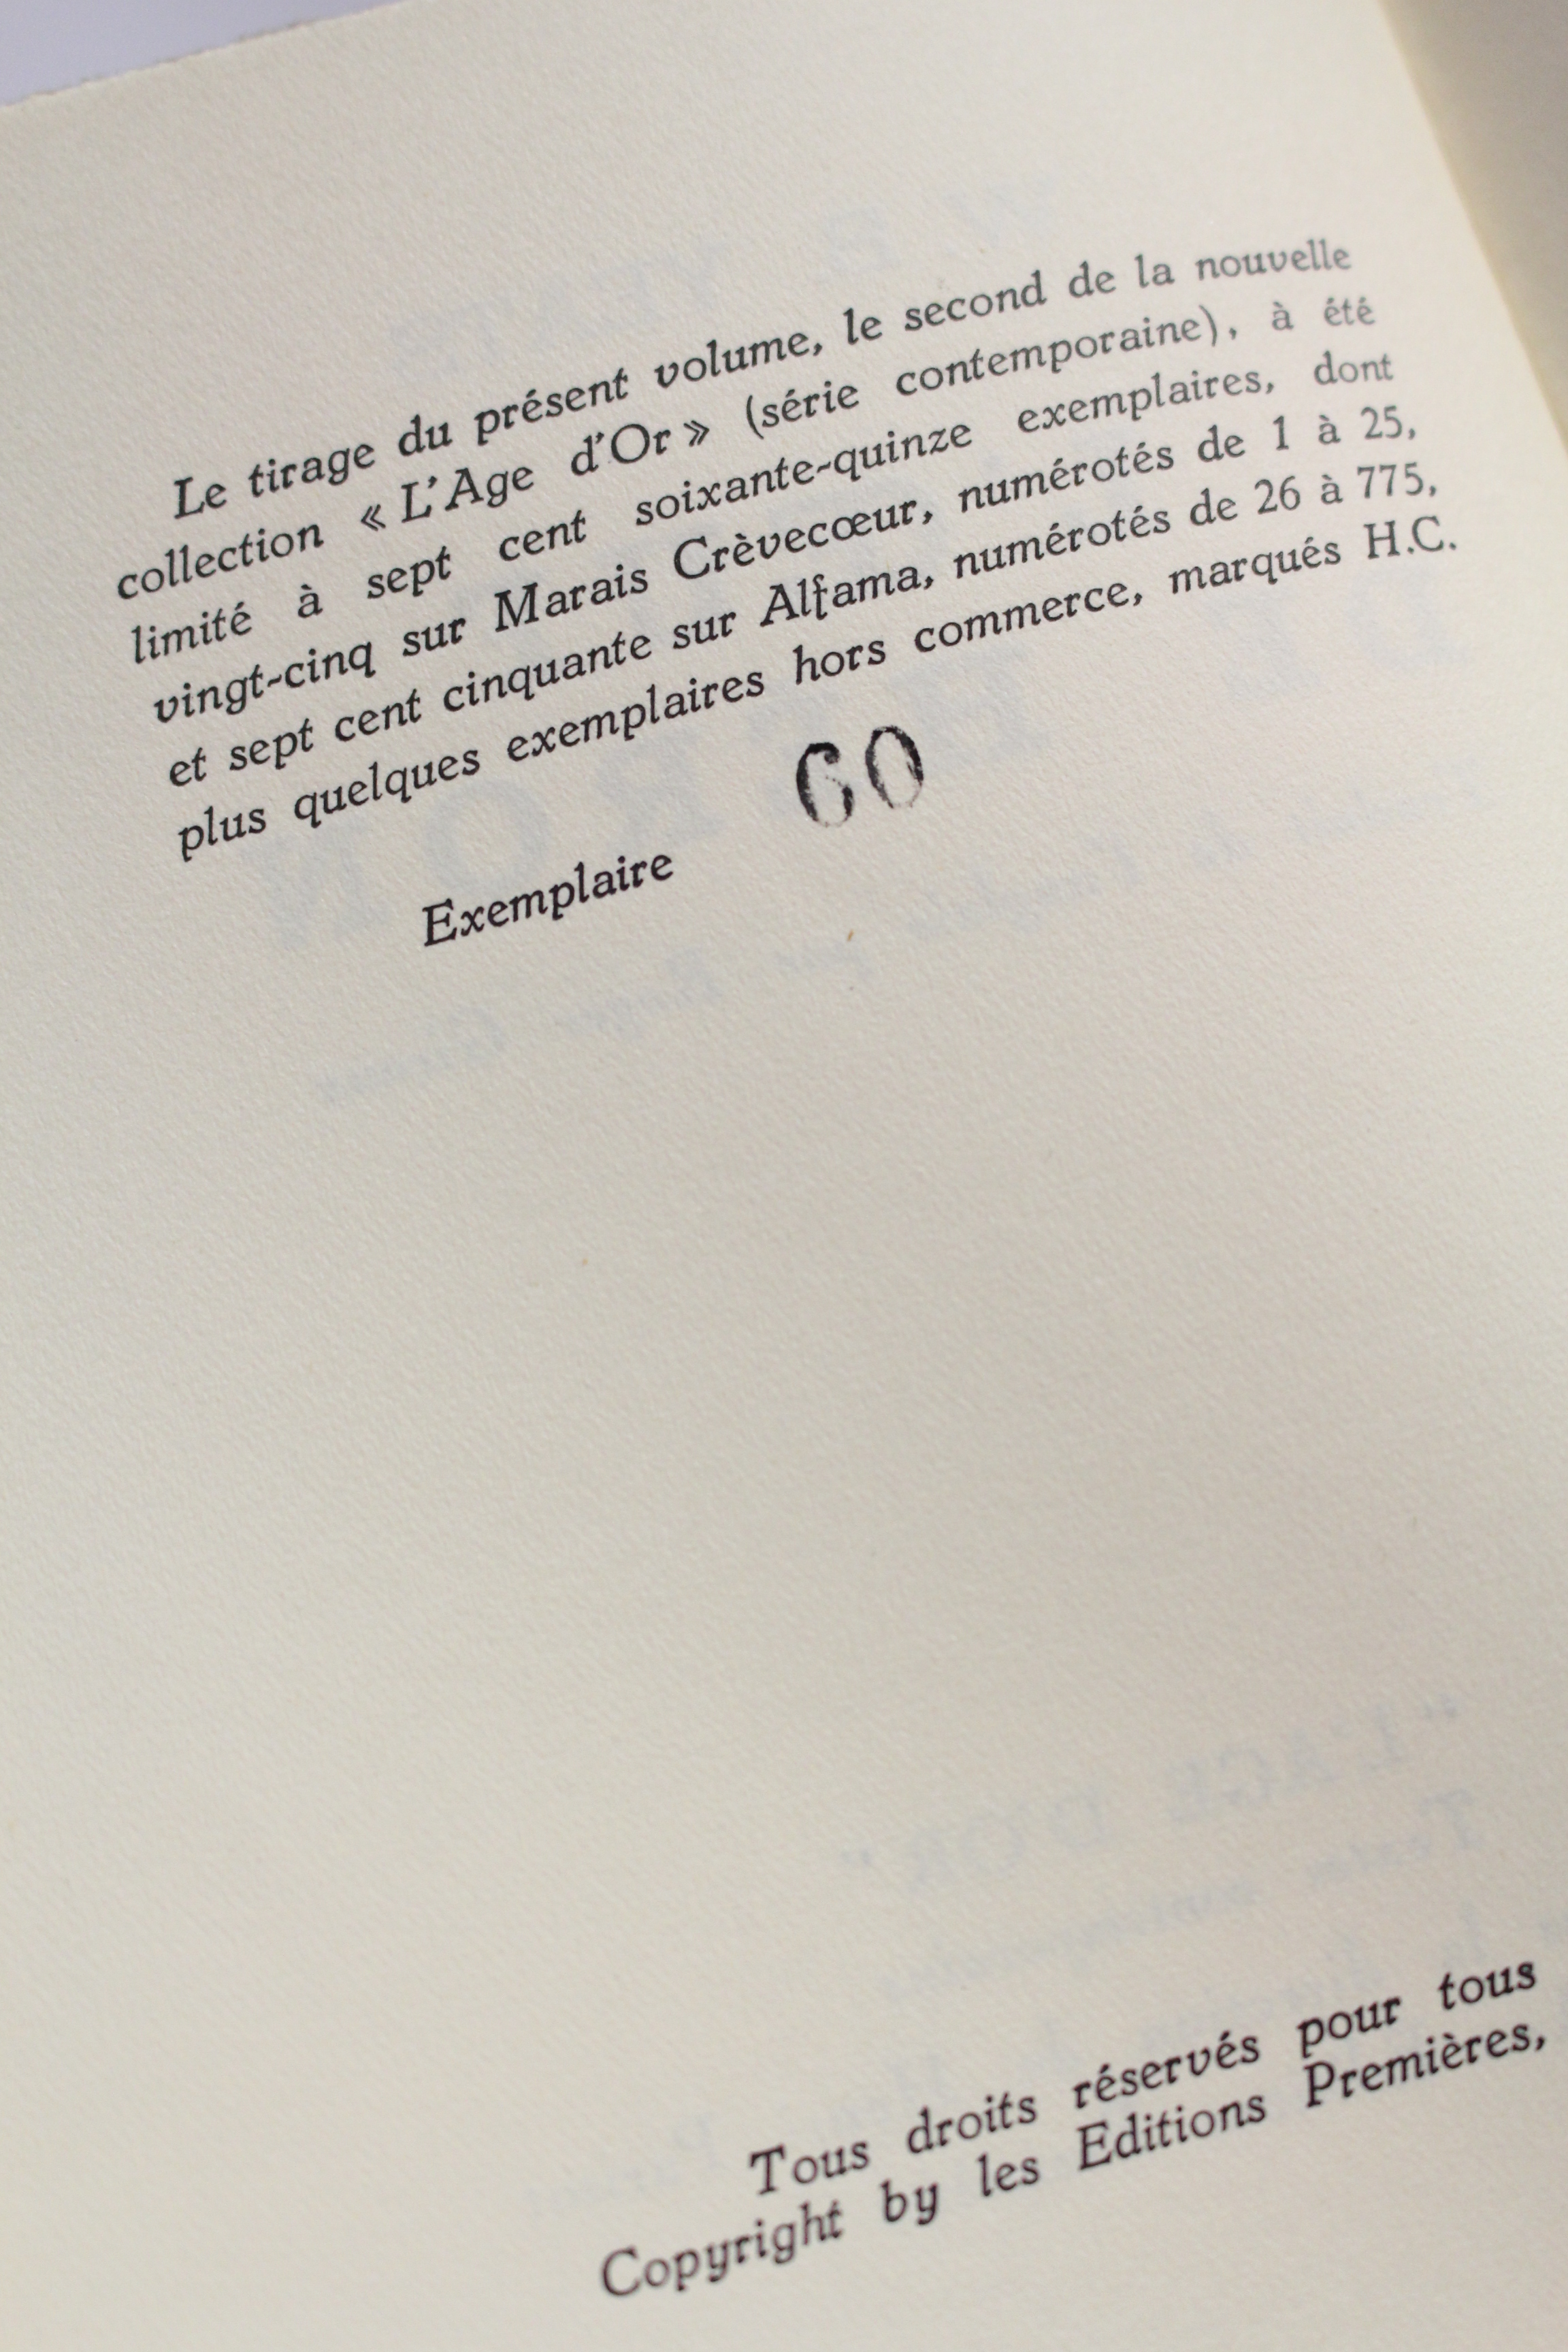 Le tirage du présent volume, le second de la nouvelle
collection « L'Age d'Or » (série contemporaine), à été
limité à sept cent soixante-quinze exemplaires, dont
vingt-cinq sur Marais Crèvecœur, numérotés de 1 à 25,
et sept cent cinquante sur Alfama, numérotés de 26 à 775,
plus quelques exemplaires hors commerce, marqués H.C.
Exemplaire 60
Tous droits réservés pour tous
Copyright by les Editions Premières,